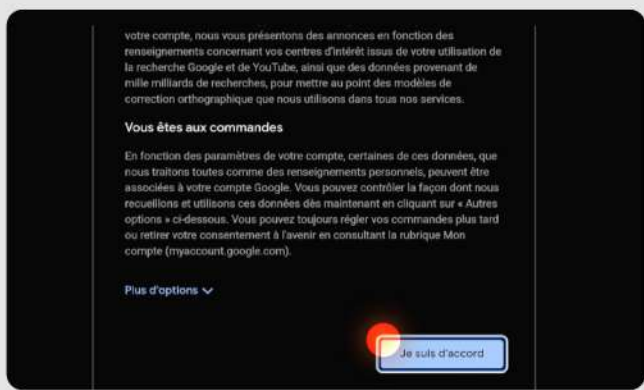 votre compte, nous vous présentons des annonces en fonction des
renseignements concernant vos centres d'intérêt issus de votre utilisation de
la recherche Google et de YouTube, ainsi que des données provenant de
mille milliards de recherches, pour mettre au point des modèles de
correction orthographique que nous utilisons dans tous nos services.
Vous êtes aux commandes
En fonction des paramètres de votre compte, certaines de ces données, que
nous traitons toutes comme des renseignements personnels, peuvent être
associées à votre compte Google. Vous pouvez contrôler la façon dont nous
recueillons et utilisons ces données dès maintenant en cliquant sur « Autres
options » ci-dessous. Vous pouvez toujours régler vos commandes plus tard
ou retirer votre consentement à l'avenir en consultant la rubrique Mon
compte (myaccount.google.com).
Plus d'options
Je suis d'accord